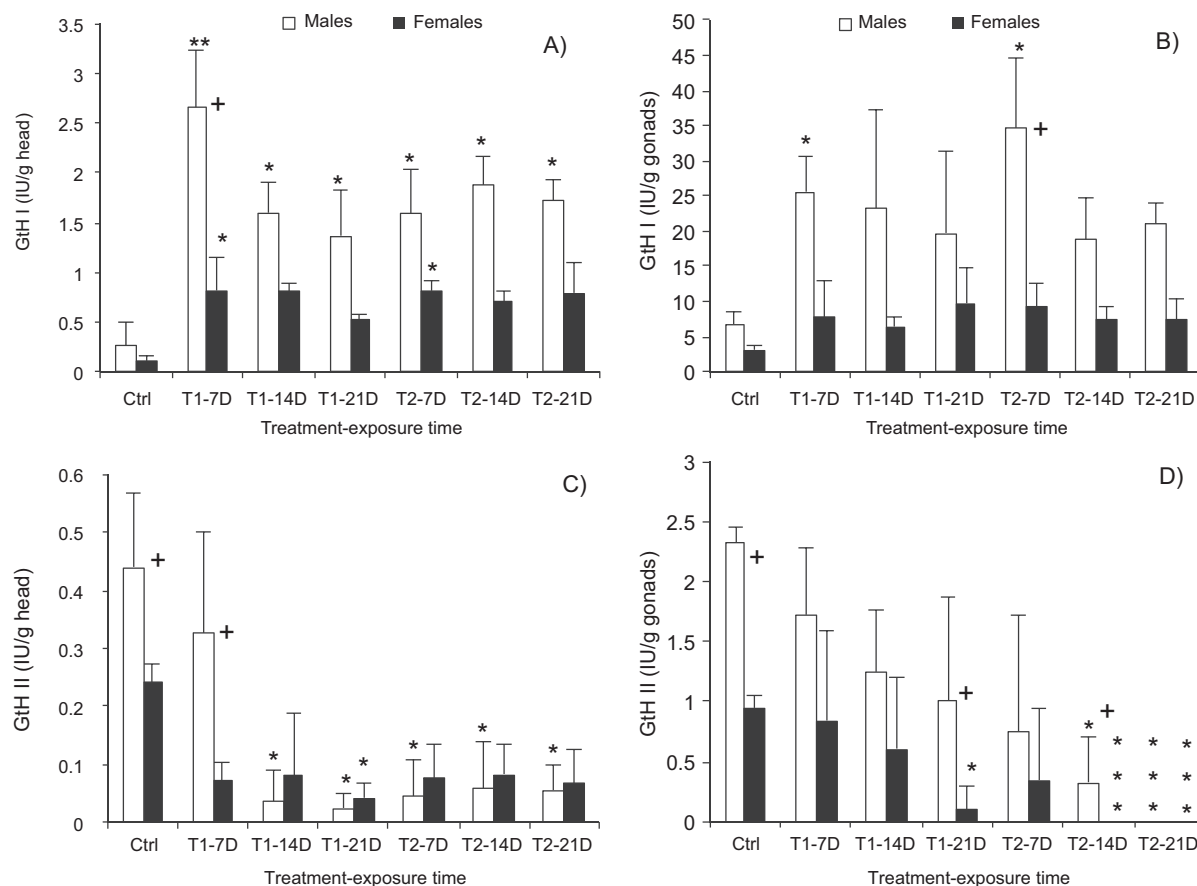 Males Females
A)
GtH I (IU/g head)
3.5
3
2.5
2
1.5
1
0.5
0
** + * * * * * * *
Ctrl T1-7D T1-14D T1-21D T2-7D T2-14D T2-21D
Treatment-exposure time
Males Females
B)
GtH I (IU/g gonads)
50
45
40
35
30
25
20
15
10
5
0
* * +
Ctrl T1-7D T1-14D T1-21D T2-7D T2-14D T2-21D
Treatment-exposure time
C)
GtH II (IU/g head)
0.6
0.5
0.4
0.3
0.2
0.1
0
+ + * * * * * *
Ctrl T1-7D T1-14D T1-21D T2-7D T2-14D T2-21D
Treatment-exposure time
D)
GtH II (IU/g gonads)
3
2.5
2
1.5
1
0.5
0
+ + * * +
* * *
* * *
* * *
Ctrl T1-7D T1-14D T1-21D T2-7D T2-14D T2-21D
Treatment-exposure time